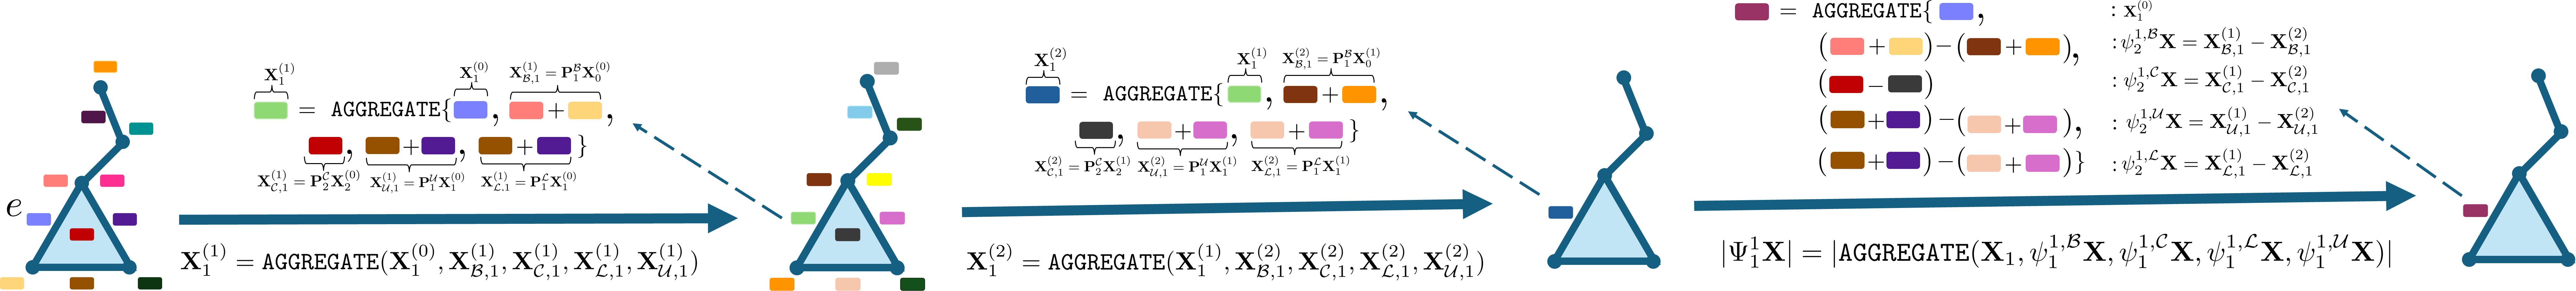 e
X_1^{(1)}
X_1^{(0)}
X_{B,1}^{(1)} = P_1^B X_0^{(0)}
= AGGREGATE{ , + ,
, + , + }
X_{C,1}^{(1)} = P_2^C X_2^{(0)}
X_{U,1}^{(1)} = P_1^U X_1^{(0)}
X_{L,1}^{(1)} = P_1^L X_1^{(0)}
X_1^{(1)} = AGGREGATE(X_1^{(0)}, X_{B,1}^{(1)}, X_{C,1}^{(1)}, X_{L,1}^{(1)}, X_{U,1}^{(1)})
X_1^{(2)}
X_1^{(1)}
X_{B,1}^{(2)} = P_1^B X_0^{(1)}
= AGGREGATE{ , + ,
, + , + }
X_{C,1}^{(2)} = P_2^C X_2^{(1)}
X_{U,1}^{(2)} = P_1^U X_1^{(1)}
X_{L,1}^{(2)} = P_1^L X_1^{(1)}
X_1^{(2)} = AGGREGATE(X_1^{(1)}, X_{B,1}^{(2)}, X_{C,1}^{(2)}, X_{L,1}^{(2)}, X_{U,1}^{(2)})
= AGGREGATE{ , : x_1^{(0)}
( + ) − ( + ), : ψ_2^{1,B}X = X_{B,1}^{(1)} − X_{B,1}^{(2)}
( − ) : ψ_2^{1,C}X = X_{C,1}^{(1)} − X_{C,1}^{(2)}
( + ) − ( + ), : ψ_2^{1,U}X = X_{U,1}^{(1)} − X_{U,1}^{(2)}
( + ) − ( + )} : ψ_2^{1,L}X = X_{L,1}^{(1)} − X_{L,1}^{(2)}
|Ψ_1^1 X| = |AGGREGATE(X_1, ψ_1^{1,B}X, ψ_1^{1,C}X, ψ_1^{1,L}X, ψ_1^{1,U}X)|